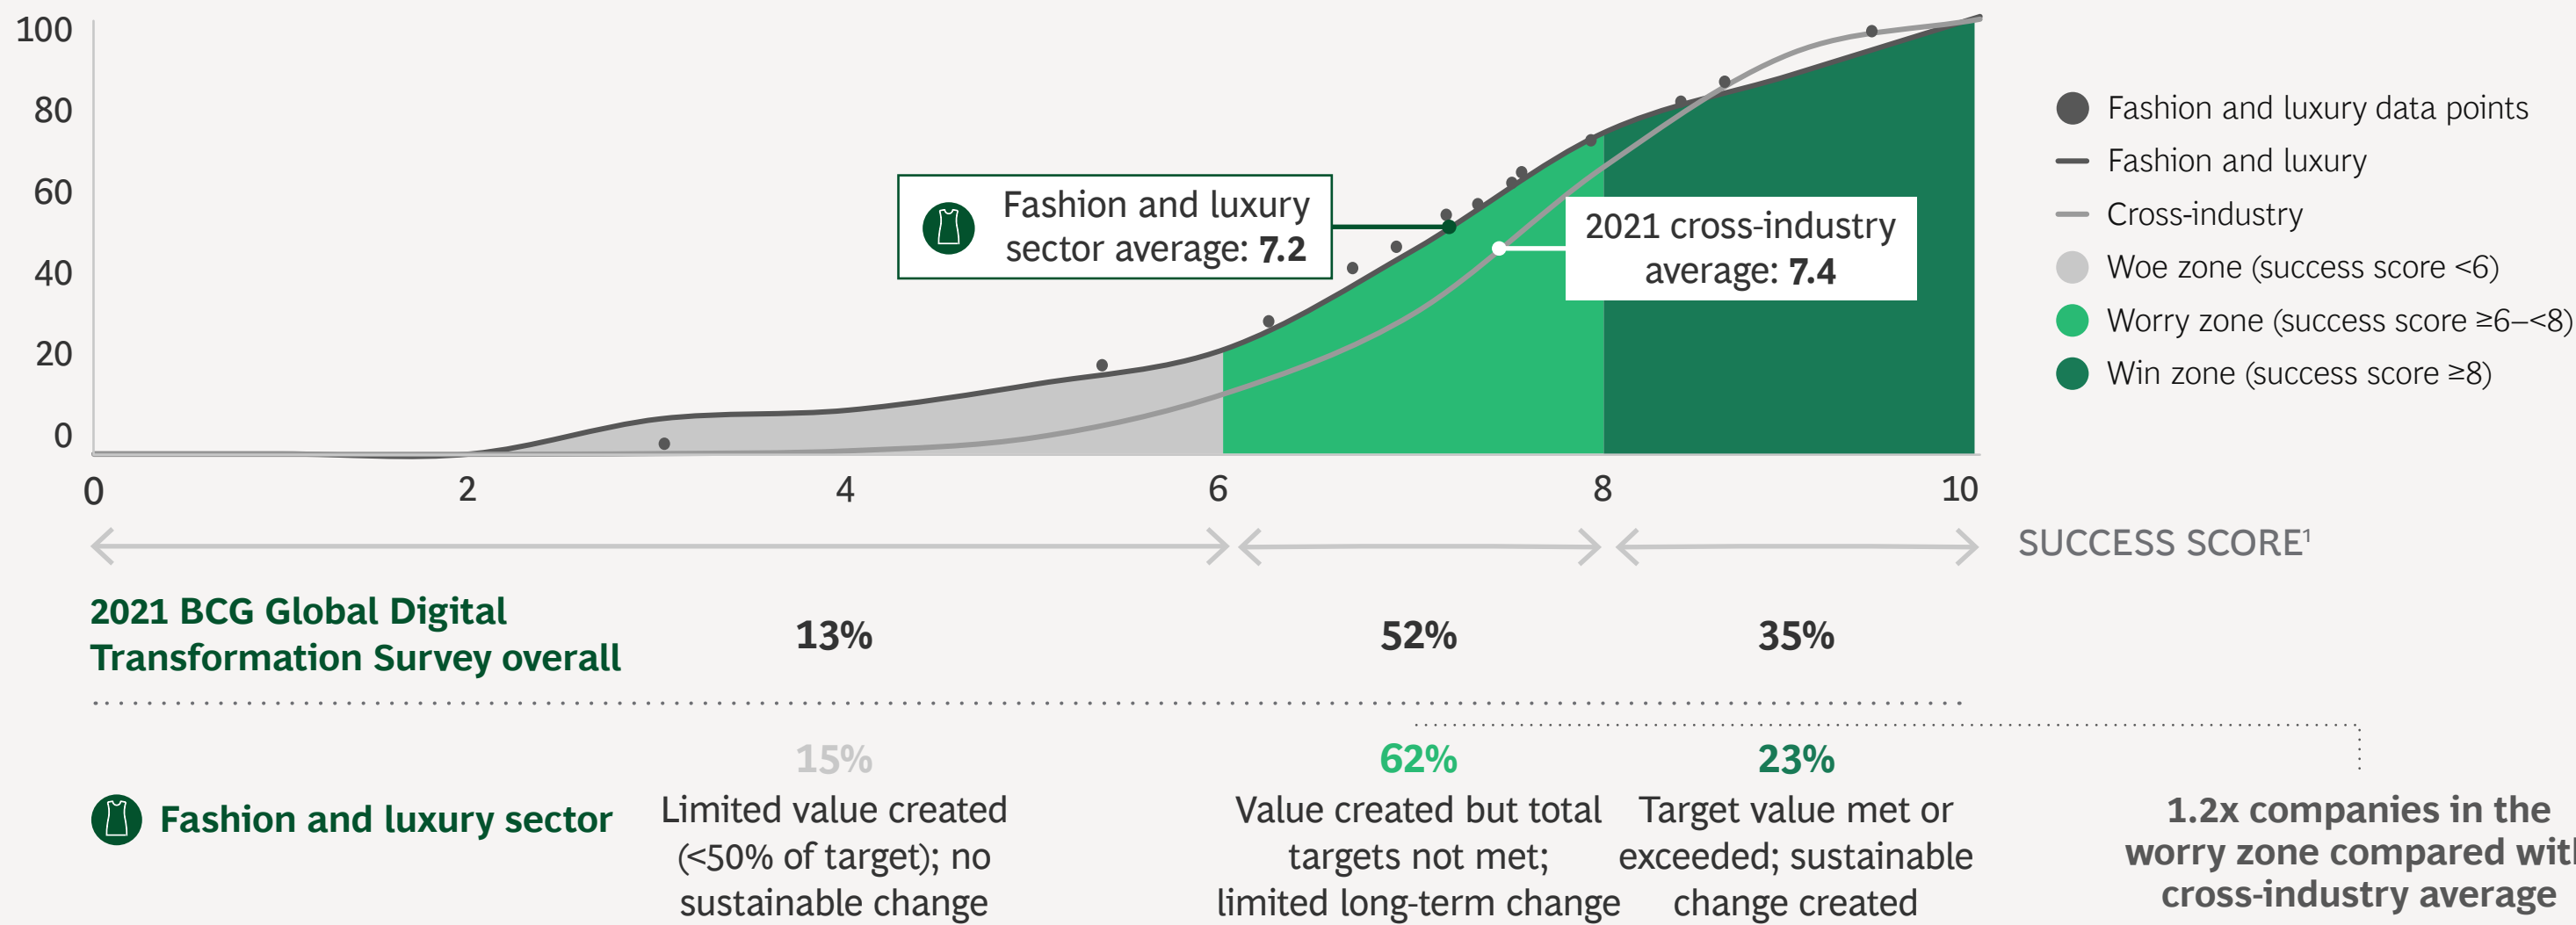 100
80
60
40
20
0
Fashion and luxury
sector average: 7.2
2021 cross-industry
average: 7.4
Fashion and luxury data points
Fashion and luxury
Cross-industry
Woe zone (success score <6)
Worry zone (success score ≥6–<8)
Win zone (success score ≥8)
0 2 4 6 8 10
SUCCESS SCORE¹
2021 BCG Global Digital
Transformation Survey overall
13% 52% 35%
15% 62% 23%
Fashion and luxury sector
Limited value created
(<50% of target); no
sustainable change
Value created but total
targets not met;
limited long-term change
Target value met or
exceeded; sustainable
change created
1.2x companies in the
worry zone compared with
cross-industry average